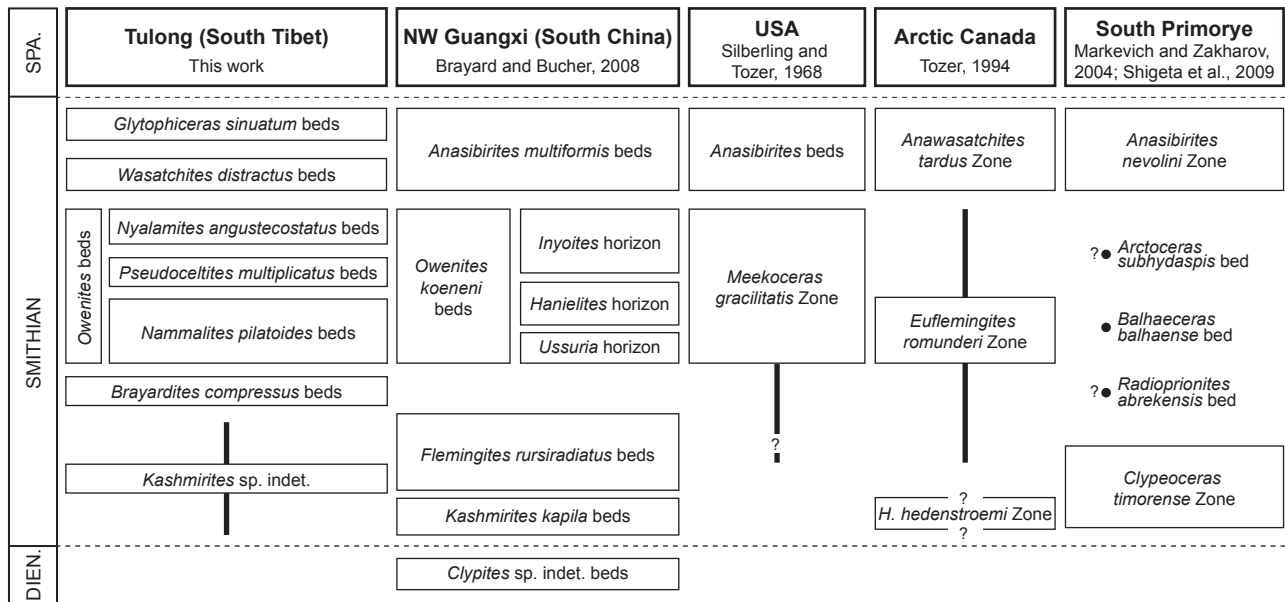 SPA.
Tulong (South Tibet)
This work
NW Guangxi (South China)
Brayard and Bucher, 2008
USA
Silberling and
Tozer, 1968
Arctic Canada
Tozer, 1994
South Primorye
Markevich and Zakharov,
2004; Shigeta et al., 2009
SMITHIAN
Glytophiceras sinuatum beds
Wasatchites distractus beds
Owenites beds
Nyalamites angustecostatus beds
Pseudoceltites multiplicatus beds
Nammalites pilatoides beds
Brayardites compressus beds
Kashmirites sp. indet.
Anasibirites multiformis beds
Owenites
koeneni
beds
Inyoites horizon
Hanielites horizon
Ussuria horizon
Flemingites rursiradiatus beds
Kashmirites kapila beds
Anasibirites beds
Meekoceras
gracilitatis Zone
?
Anawasatchites
tardus Zone
Euflemingites
romunderi Zone
?
H. hedenstroemi Zone
?
Anasibirites
nevolini Zone
? Arctoceras
subhydaspis bed
Balhaeceras
balhaense bed
? Radioprionites
abrekensis bed
Clypeoceras
timorense Zone
DIEN.
Clypites sp. indet. beds